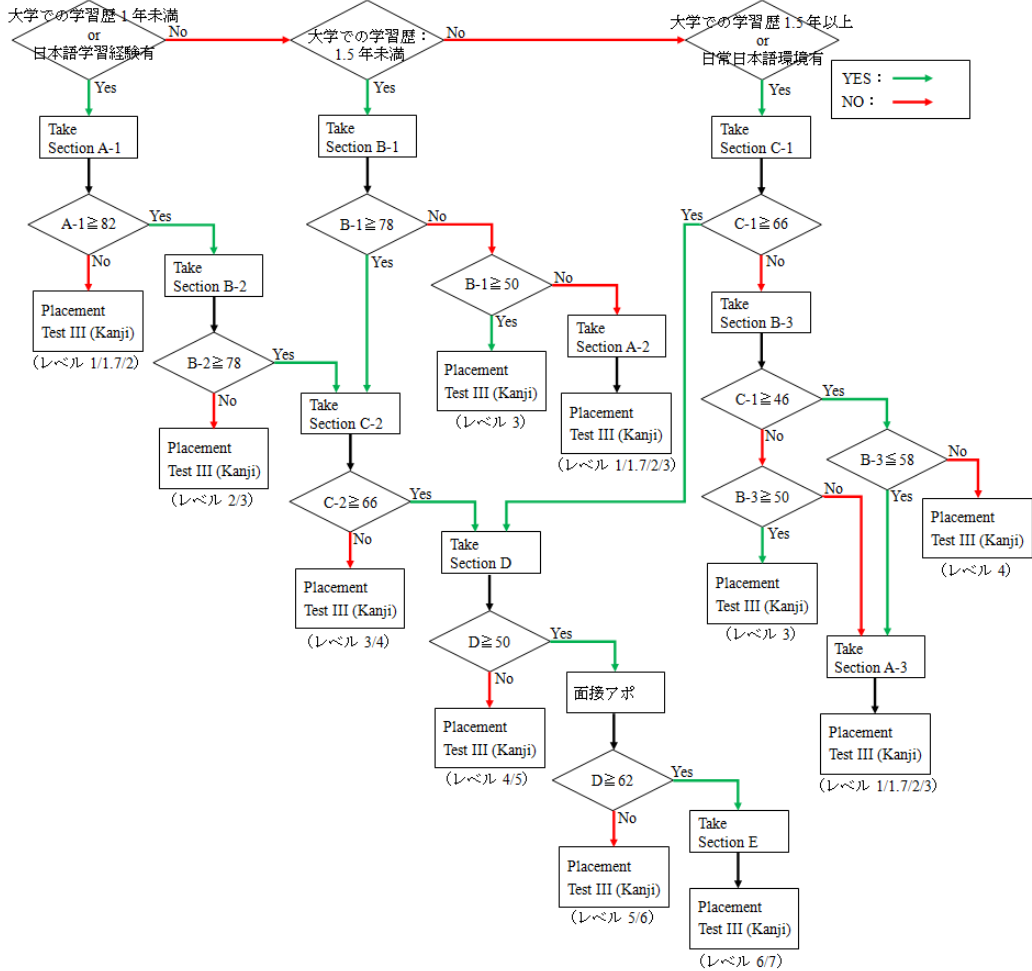 大学での学習歴 1 年未満
or
日本語学習経験有
No
大学での学習歴：
1.5 年未満
No
大学での学習歴 1.5 年以上
or
日常日本語環境有
YES：
NO：
Yes
Yes
Yes
Take
Section A-1
Take
Section B-1
Take
Section C-1
A-1≧82
Yes
No
B-1≧78
No
Yes
Yes
C-1≧66
No
Take
Section B-2
B-1≧50
No
Yes
Placement
Test III (Kanji)
（レベル 1/1.7/2）
Take
Section B-3
Take
Section A-2
B-2≧78
Yes
No
Placement
Test III (Kanji)
（レベル 3）
C-1≧46
Yes
No
Take
Section C-2
Placement
Test III (Kanji)
（レベル 1/1.7/2/3）
Placement
Test III (Kanji)
（レベル 2/3）
B-3≦58
No
Yes
C-2≧66
Yes
No
B-3≧50
No
Yes
Placement
Test III (Kanji)
（レベル 4）
Take
Section D
Placement
Test III (Kanji)
（レベル 3/4）
Placement
Test III (Kanji)
（レベル 3）
D≧50
Yes
No
Take
Section A-3
面接アポ
Placement
Test III (Kanji)
（レベル 4/5）
Placement
Test III (Kanji)
（レベル 1/1.7/2/3）
D≧62
Yes
No
Take
Section E
Placement
Test III (Kanji)
（レベル 5/6）
Placement
Test III (Kanji)
（レベル 6/7）